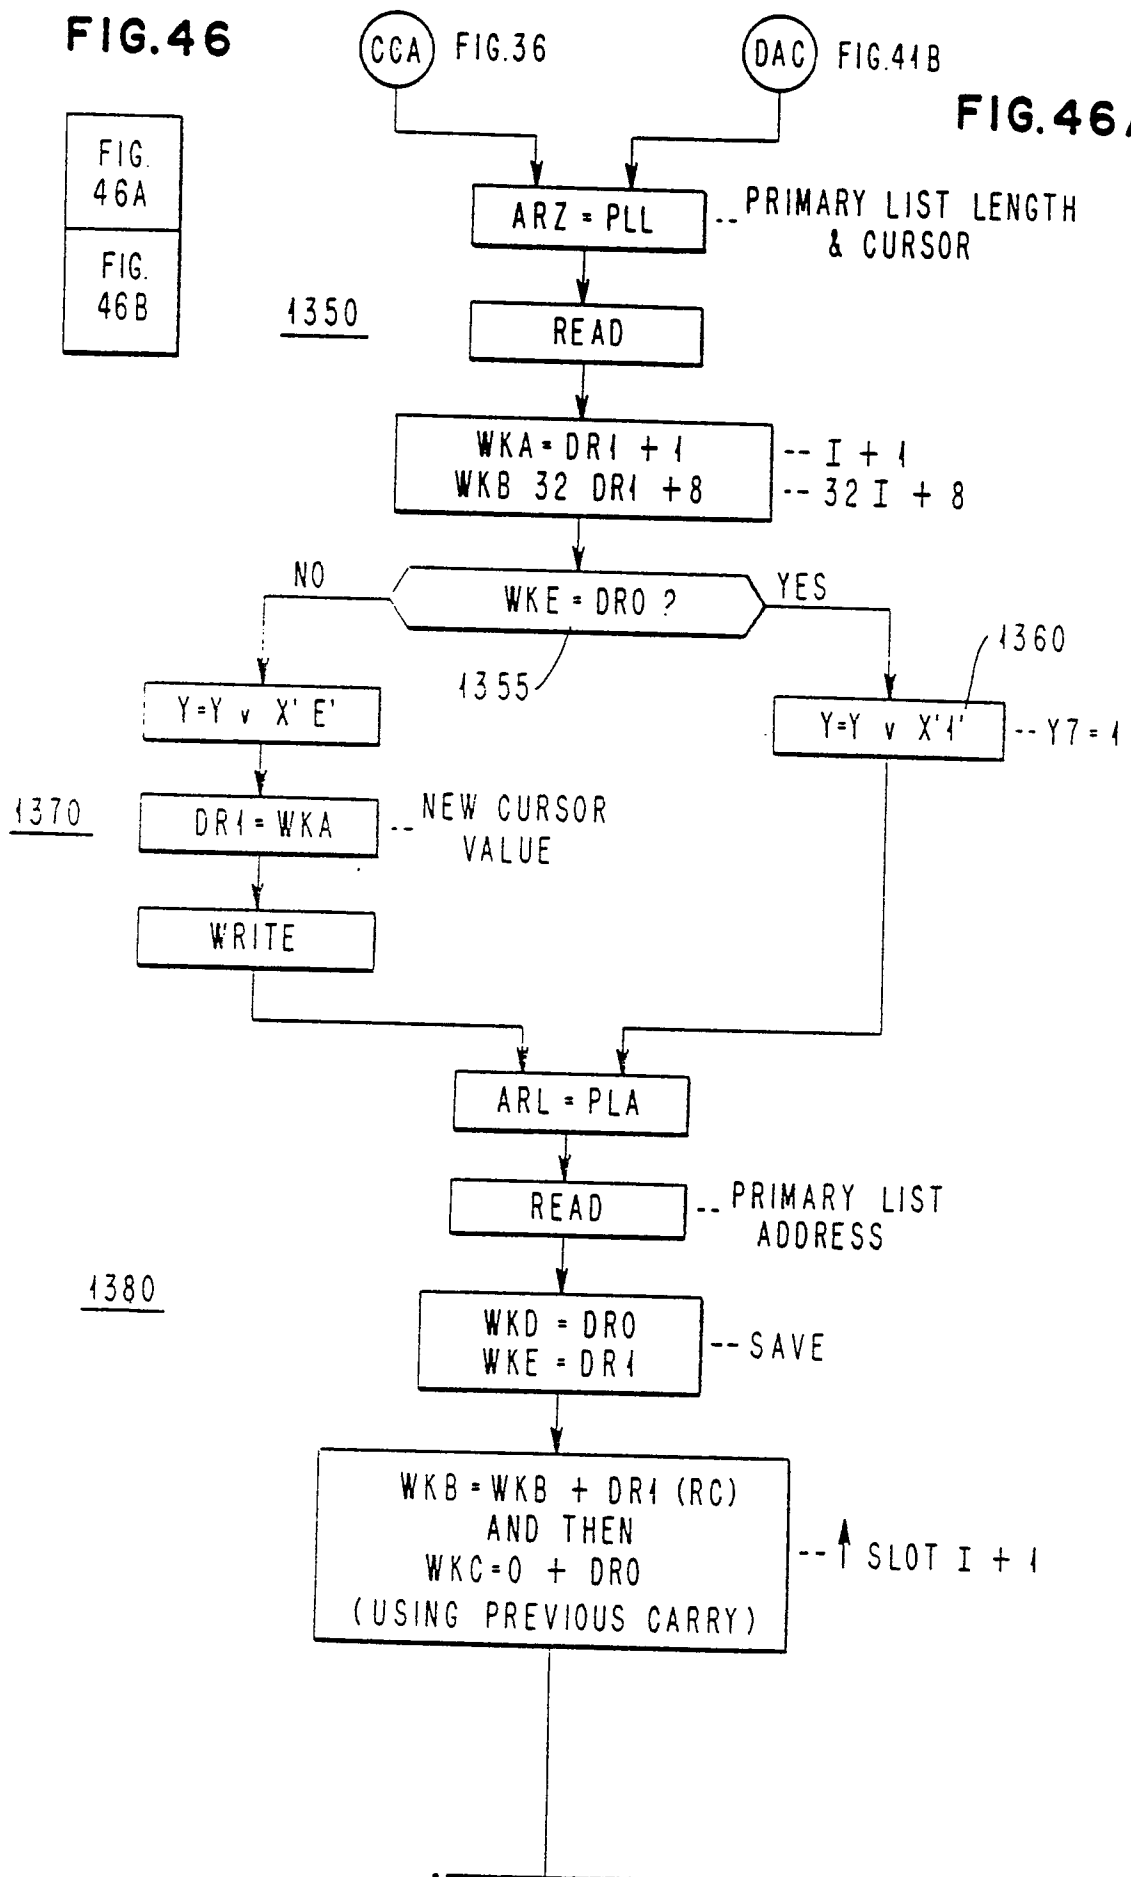 FIG.46
CCA FIG.36
DAC FIG.41B
FIG.46A
FIG.
46A
FIG.
46B
ARZ = PLL -- PRIMARY LIST LENGTH
& CURSOR
1350
READ
WKA = DR1 + 1 -- I + 1
WKB 32 DR1 +8 -- 32 I + 8
NO
WKE = DR0 ?
YES
1355
1360
Y=Y v X' E'
Y=Y v X'1' -- Y7 = 1
1370
DR1 = WKA -- NEW CURSOR
VALUE
WRITE
ARL = PLA
READ -- PRIMARY LIST
ADDRESS
1380
WKD = DR0
WKE = DR1
-- SAVE
WKB = WKB + DR1 (RC)
AND THEN
WKC=0 + DR0
(USING PREVIOUS CARRY)
-- ↑ SLOT I + 1